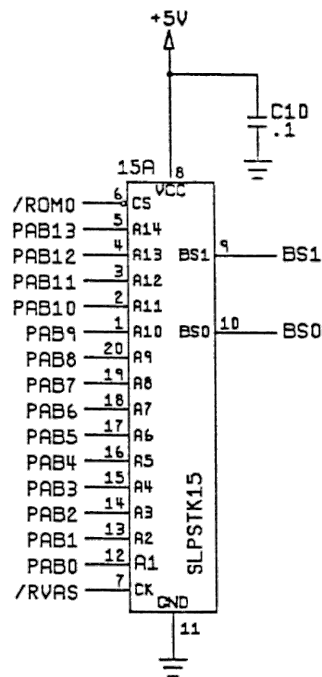 +5V
C10
.1
15A
8
VCC
/ROM0 6 CS
PAB13 5 A14
PAB12 4 A13 BS1 9 BS1
PAB11 3 A12
PAB10 2 A11
PAB9 1 A10 BS0 10 BS0
PAB8 20 A9
PAB7 19 A8
PAB6 18 A7
PAB5 17 A6
PAB4 16 A5
PAB3 15 A4
PAB2 14 A3
PAB1 13 A2
PAB0 12 A1
/RVAS 7 CK
SLPSTK15
GND
11